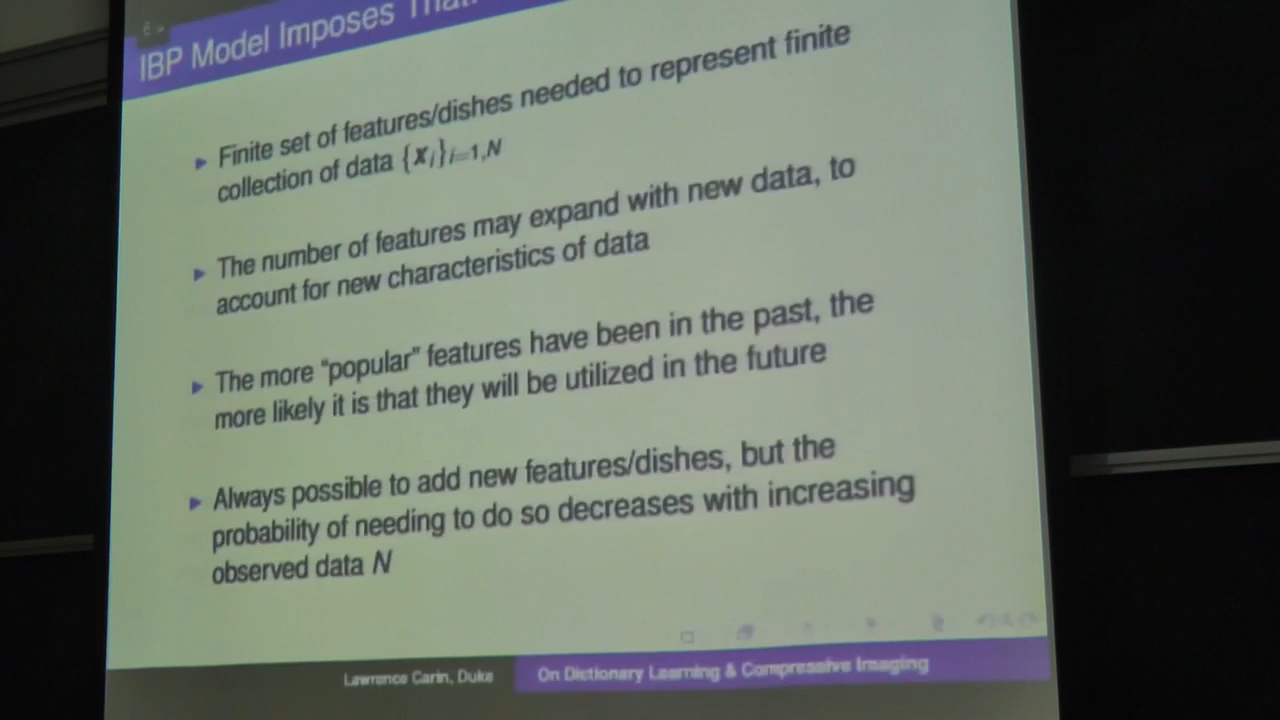 IBP Model Imposes That
Finite set of features/dishes needed to represent finite
collection of data {xi}i=1,N
The number of features may expand with new data, to
account for new characteristics of data
The more "popular" features have been in the past, the
more likely it is that they will be utilized in the future
Always possible to add new features/dishes, but the
probability of needing to do so decreases with increasing
observed data N
Lawrence Carin, Duke
On Dictionary Learning & Compressive Imaging